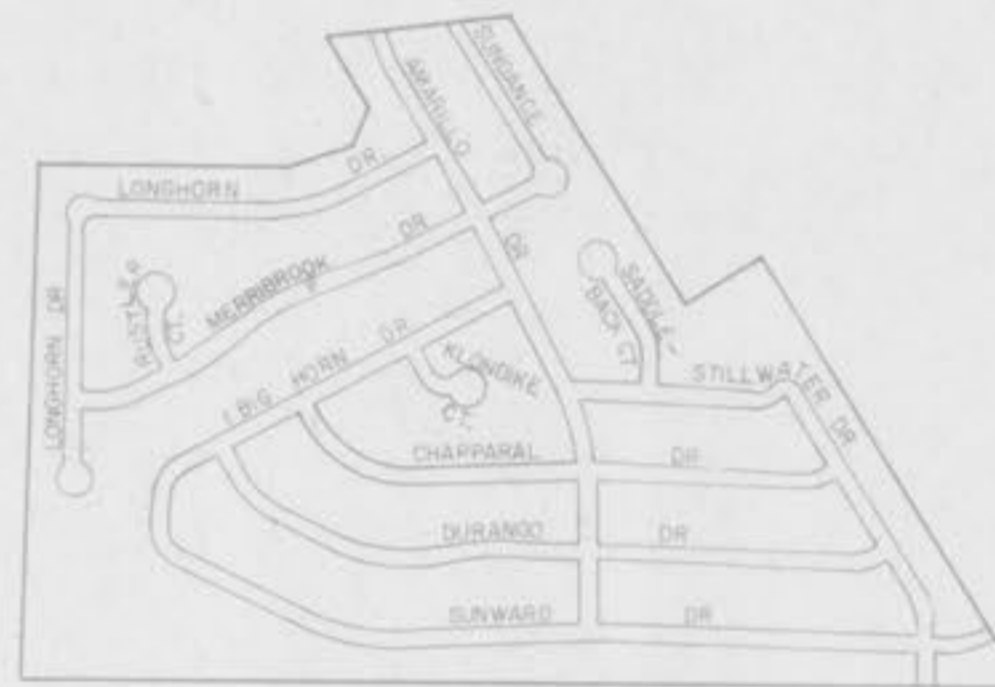 SUNDANCE
AMARILLO
DR
LONGHORN DR.
MERRIBROOK DR
RUSTLER CT.
LONGHORN DR
SADDLE-
BACK CT
BIG HORN DR
KLONDIKE
CT.
STILLWATER DR
CHAPPARAL DR.
DURANGO DR
SUNWARD DR.